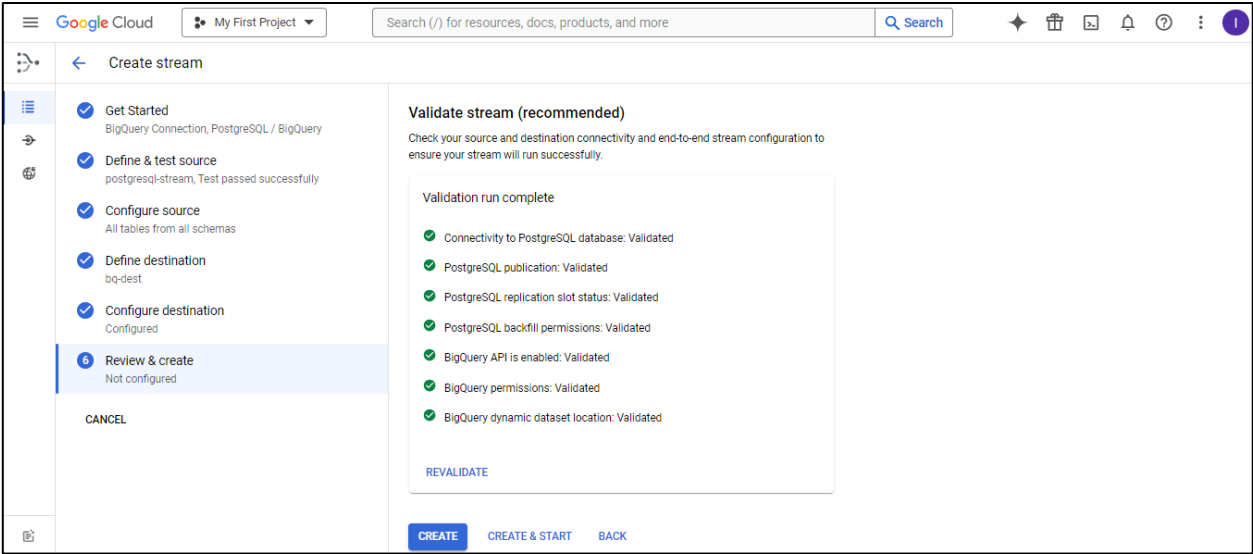 Google Cloud
My First Project
Search (/) for resources, docs, products, and more
Search
I
Create stream
Get Started
BigQuery Connection, PostgreSQL / BigQuery
Define & test source
postgresql-stream, Test passed successfully
Configure source
All tables from all schemas
Define destination
bq-dest
Configure destination
Configured
6 Review & create
Not configured
CANCEL
Validate stream (recommended)
Check your source and destination connectivity and end-to-end stream configuration to
ensure your stream will run successfully.
Validation run complete
Connectivity to PostgreSQL database: Validated
PostgreSQL publication: Validated
PostgreSQL replication slot status: Validated
PostgreSQL backfill permissions: Validated
BigQuery API is enabled: Validated
BigQuery permissions: Validated
BigQuery dynamic dataset location: Validated
REVALIDATE
CREATE CREATE & START BACK